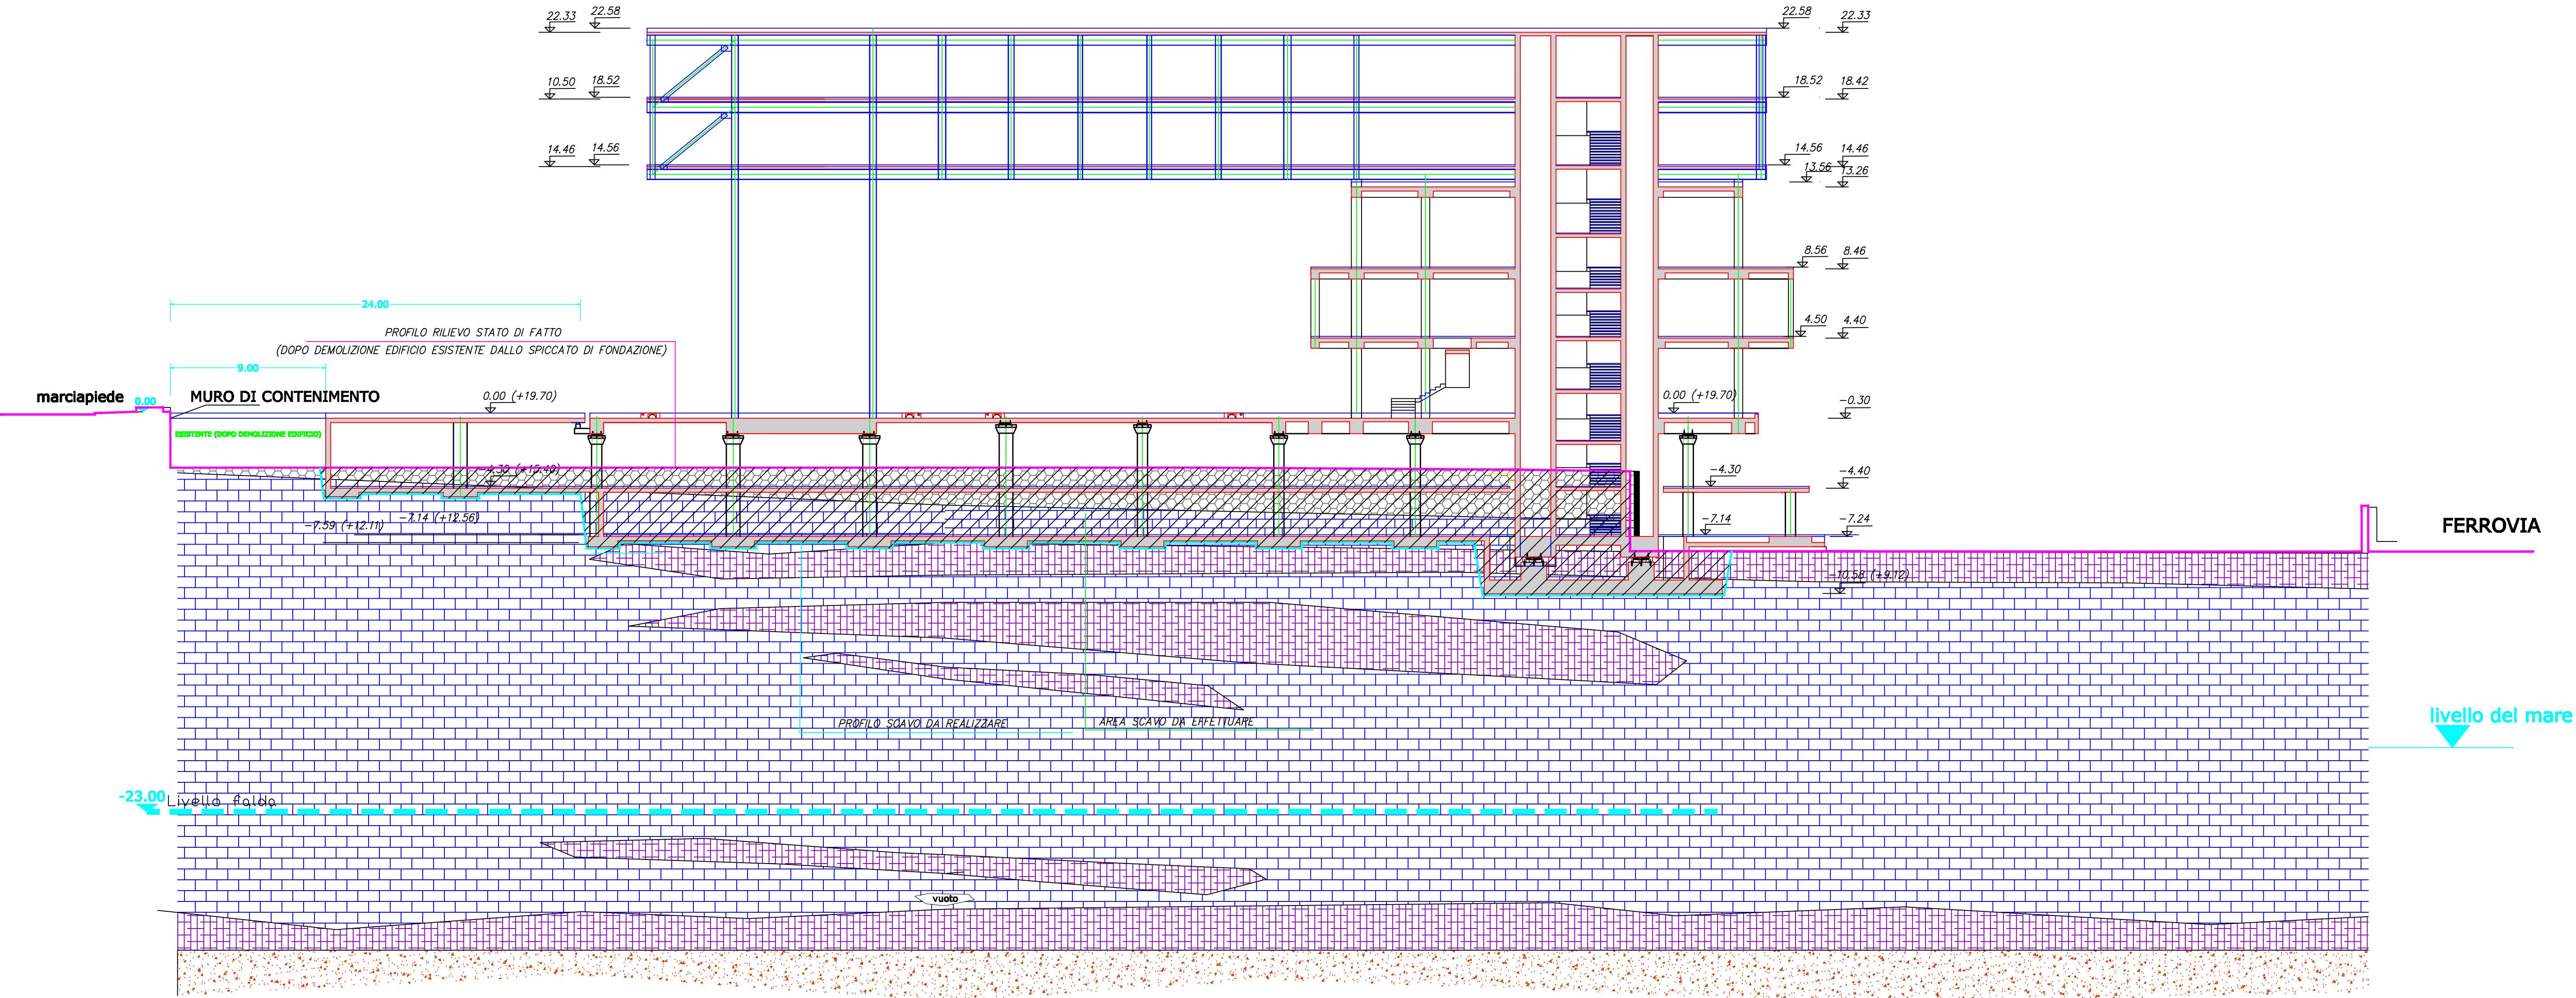 22.33 22.58
22.58 22.33
10.50 18.52
18.52 18.42
14.46 14.56
14.56 14.46
13.56 13.26
8.56 8.46
24.00
4.50 4.40
PROFILO RILIEVO STATO DI FATTO
(DOPO DEMOLIZIONE EDIFICIO ESISTENTE DALLO SPICCATO DI FONDAZIONE)
9.00
marciapiede
0.00
MURO DI CONTENIMENTO
0.00 (+19.70)
0.00 (+19.70)
-0.30
ESISTENTE (DOPO DEMOLIZIONE EDIFICIO)
-4.30 (+15.40)
-4.30
-4.40
-7.59 (+12.11)
-7.14 (+12.56)
-7.14
-7.24
FERROVIA
-10.58 (+9.12)
PROFILO SCAVO DA REALIZZARE
AREA SCAVO DA EFFETTUARE
livello del mare
-23.00
Livello falda
vuoto